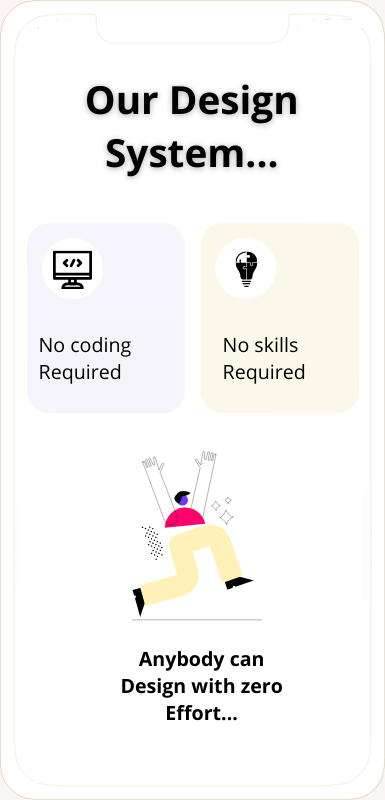 Our Design
System...
No coding
Required
No skills
Required
Anybody can
Design with zero
Effort...